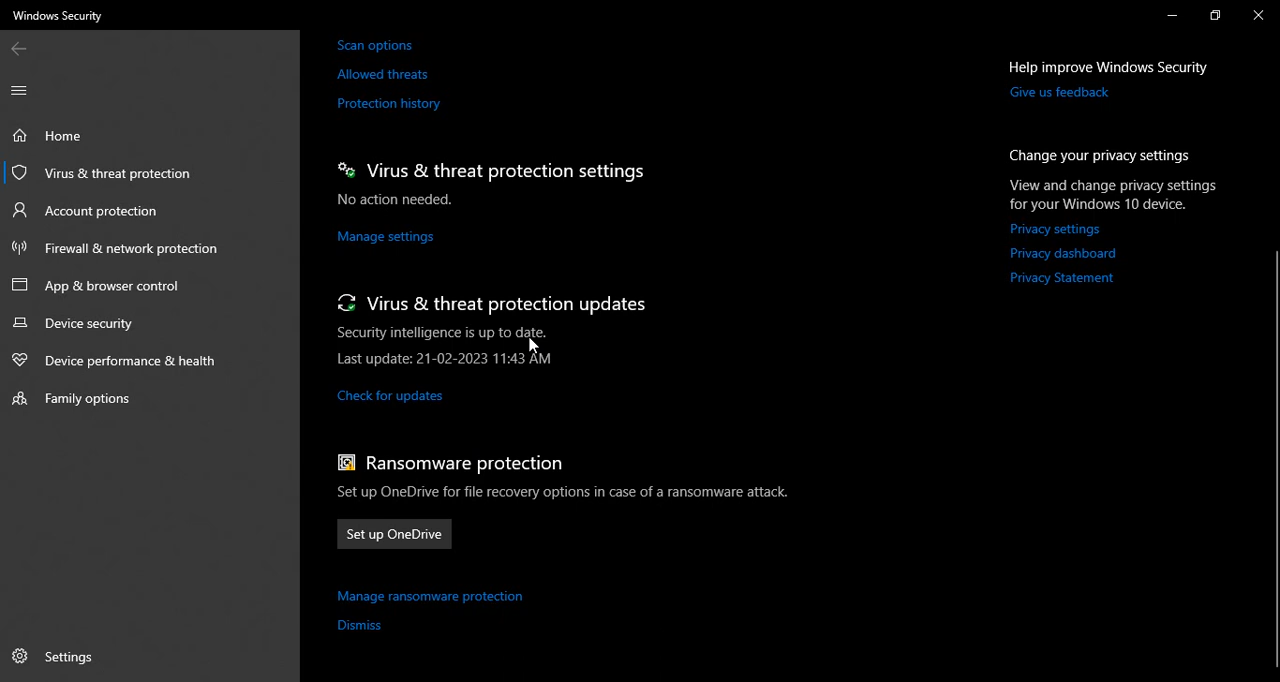 Windows Security
Home
Virus & threat protection
Account protection
Firewall & network protection
App & browser control
Device security
Device performance & health
Family options
Settings
Scan options
Allowed threats
Protection history
Virus & threat protection settings
No action needed.
Manage settings
Virus & threat protection updates
Security intelligence is up to date.
Last update: 21-02-2023 11:43 AM
Check for updates
Ransomware protection
Set up OneDrive for file recovery options in case of a ransomware attack.
Set up OneDrive
Manage ransomware protection
Dismiss
Help improve Windows Security
Give us feedback
Change your privacy settings
View and change privacy settings
for your Windows 10 device.
Privacy settings
Privacy dashboard
Privacy Statement